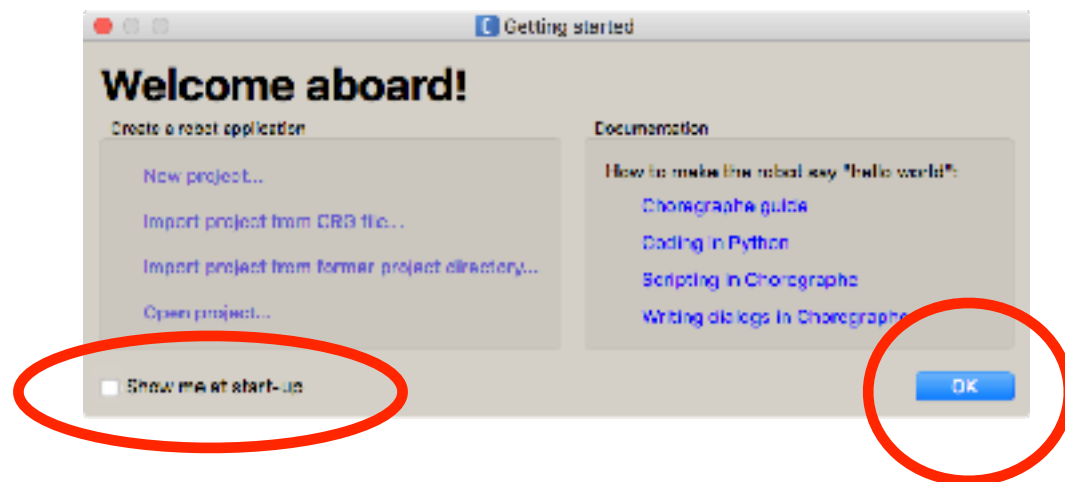 Getting started
Welcome aboard!
Create a robot application
New project...
Import project from CRG file...
Import project from former project directory...
Open project...
Show me at start-up
Documentation
How to make the robot say "hello world":
Choregraphe guide
Coding in Python
Scripting in Choregraphe
Writing dialogs in Choregraphe
OK